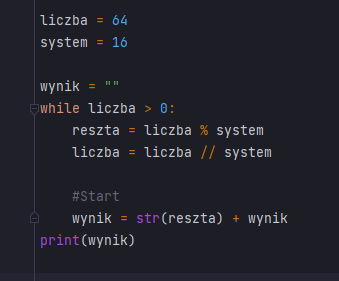 liczba = 64
system = 16
wynik = ""
while liczba > 0:
reszta = liczba % system
liczba = liczba // system
#Start
wynik = str(reszta) + wynik
print(wynik)